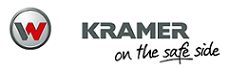 W KRAMER
on the safe side